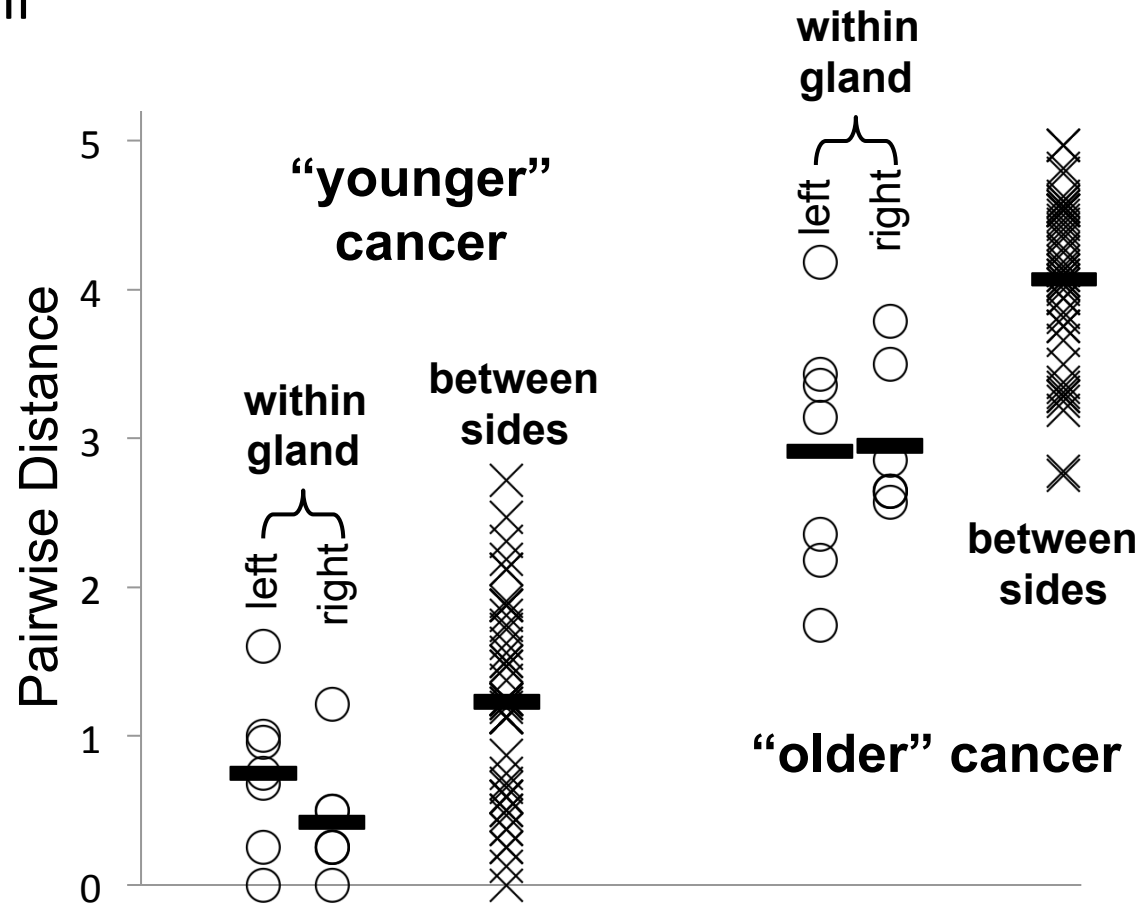 within
gland
left
right
5
4
3
2
1
0
Pairwise Distance
“younger”
cancer
within
gland
left
right
between
sides
between
sides
“older” cancer